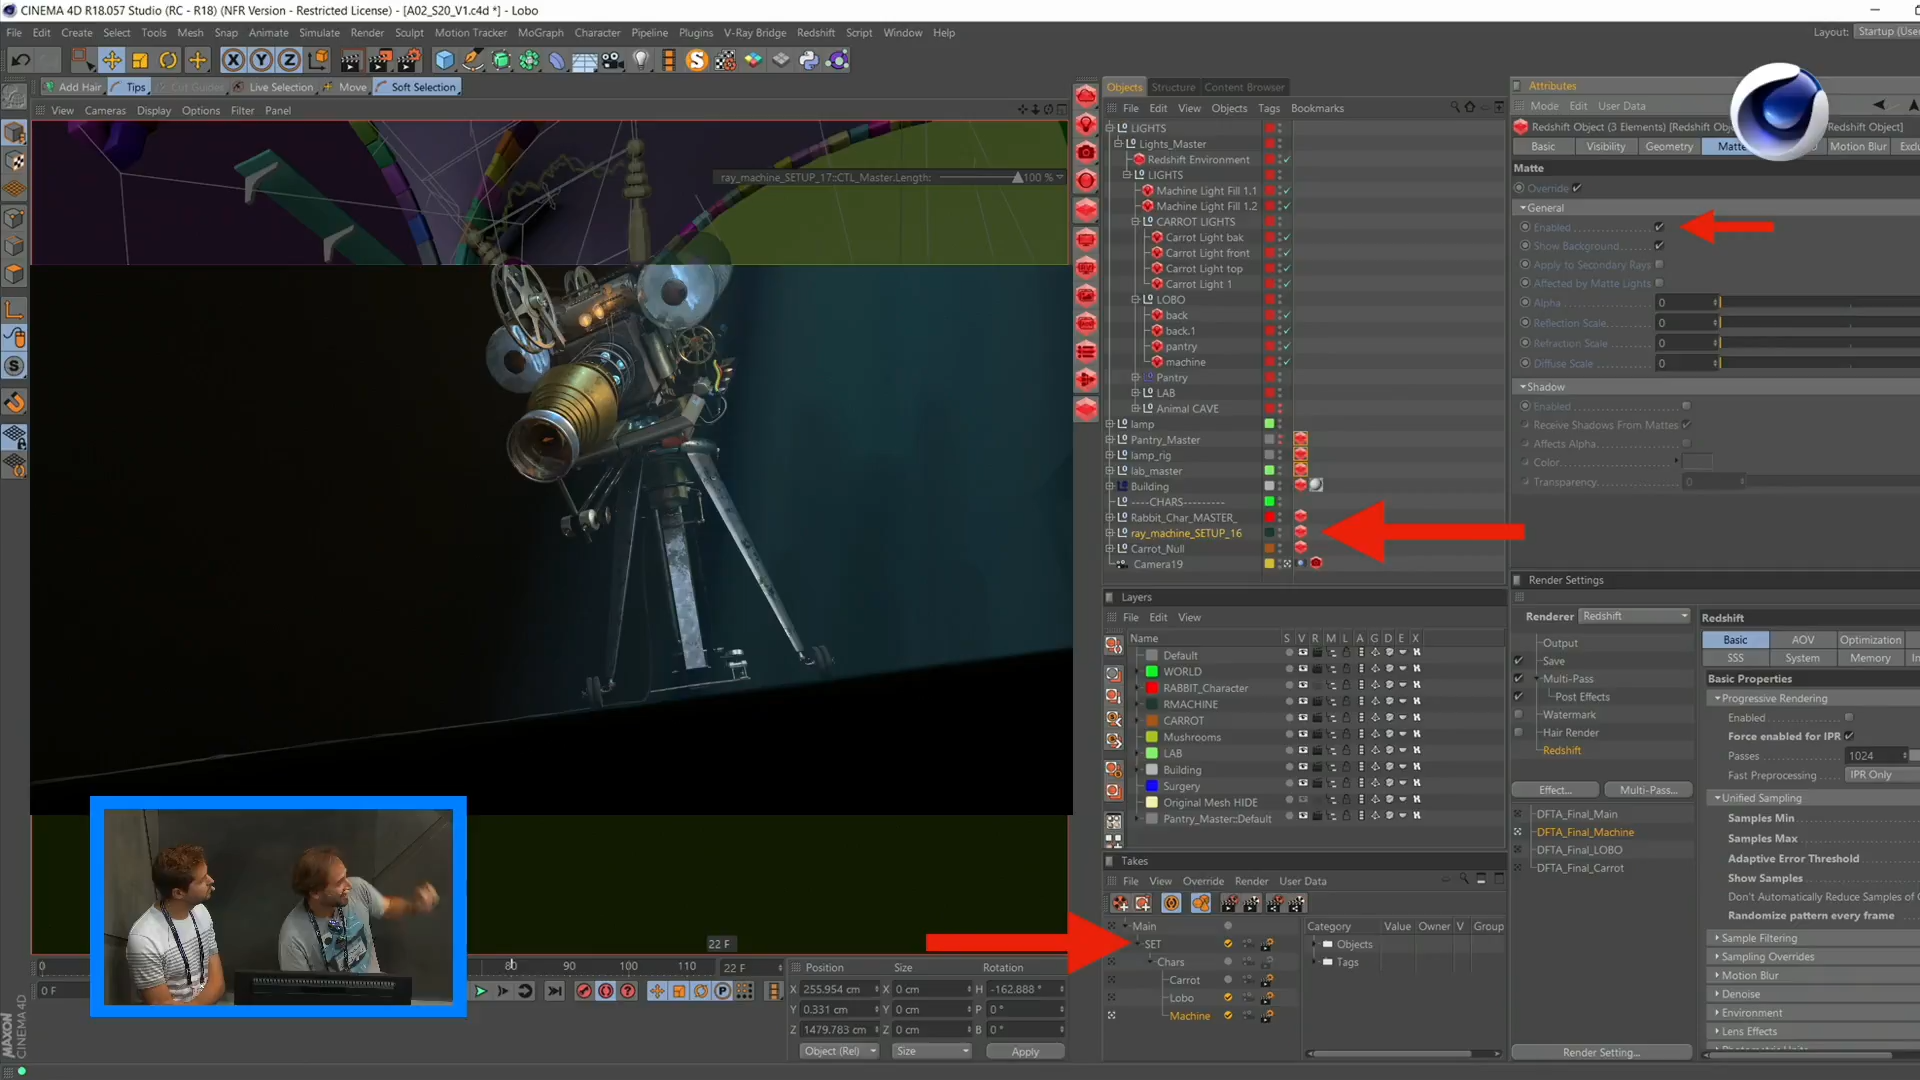 CINEMA 4D R18.057 Studio (RC - R18) (NFR Version - Restricted License) - [A02_S20_V1.c4d *] - Lobo
File Edit Create Select Tools Mesh Snap Animate Simulate Render Sculpt Motion Tracker MoGraph Character Pipeline Plugins V-Ray Bridge Redshift Script Window Help
Layout: Startup (User
X Y Z
Add Hair Tips Cut Guides Live Selection Move Soft Selection
View Cameras Display Options Filter Panel
ray_machine_SETUP_17::CTL_Master.Length: 100 %
Objects Structure Content Browser
File Edit View Objects Tags Bookmarks
LIGHTS
Lights_Master
Redshift Environment
LIGHTS
Machine Light Fill 1.1
Machine Light Fill 1.2
CARROT LIGHTS
Carrot Light bak
Carrot Light front
Carrot Light top
Carrot Light 1
LOBO
back
back.1
pantry
machine
Pantry
LAB
Animal CAVE
lamp
Pantry_Master
lamp_rig
lab_master
Building
----CHARS---------
Rabbit_Char_MASTER_
ray_machine_SETUP_16
Carrot_Null
Camera19
Attributes
Mode Edit User Data
Redshift Object (3 Elements) [Redshift Obje Redshift Object]
Basic Visibility Geometry Matte Motion Blur Exclu
Matte
Override
General
Enabled
Show Background
Apply to Secondary Rays
Affected by Matte Lights
Alpha 0
Reflection Scale 0
Refraction Scale 0
Diffuse Scale 0
Shadow
Enabled
Receive Shadows From Mattes
Affects Alpha
Color
Transparency 0
Layers
File Edit View
Name S V R M L A G D E X
Default
WORLD
RABBIT_Character
RMACHINE
CARROT
Mushrooms
LAB
Building
Surgery
Original Mesh HIDE
Pantry_Master::Default
Render Settings
Renderer Redshift
Output
Save
Multi-Pass
Post Effects
Watermark
Hair Render
Redshift
Effect... Multi-Pass...
DFTA_Final_Main
DFTA_Final_Machine
DFTA_Final_LOBO
DFTA_Final_Carrot
Render Setting...
Redshift
Basic AOV Optimization
SSS System Memory In
Basic Properties
Progressive Rendering
Enabled
Force enabled for IPR
Passes 1024
Fast Preprocessing IPR Only
Unified Sampling
Samples Min
Samples Max
Adaptive Error Threshold
Show Samples
Don't Automatically Reduce Samples of O
Randomize pattern every frame
Sample Filtering
Sampling Overrides
Motion Blur
Denoise
Environment
Lens Effects
Takes
File View Override Render User Data
Main
SET
Chars
Carrot
Lobo
Machine
Category Value Owner V Group
Objects
Tags
22 F
0 80 90 100 110 22 F
0 F
Position Size Rotation
X 255.954 cm X 0 cm H -162.888 °
Y 0.331 cm Y 0 cm P 0 °
Z 1479.783 cm Z 0 cm B 0 °
Object (Rel) Size Apply
MAXON
CINEMA 4D